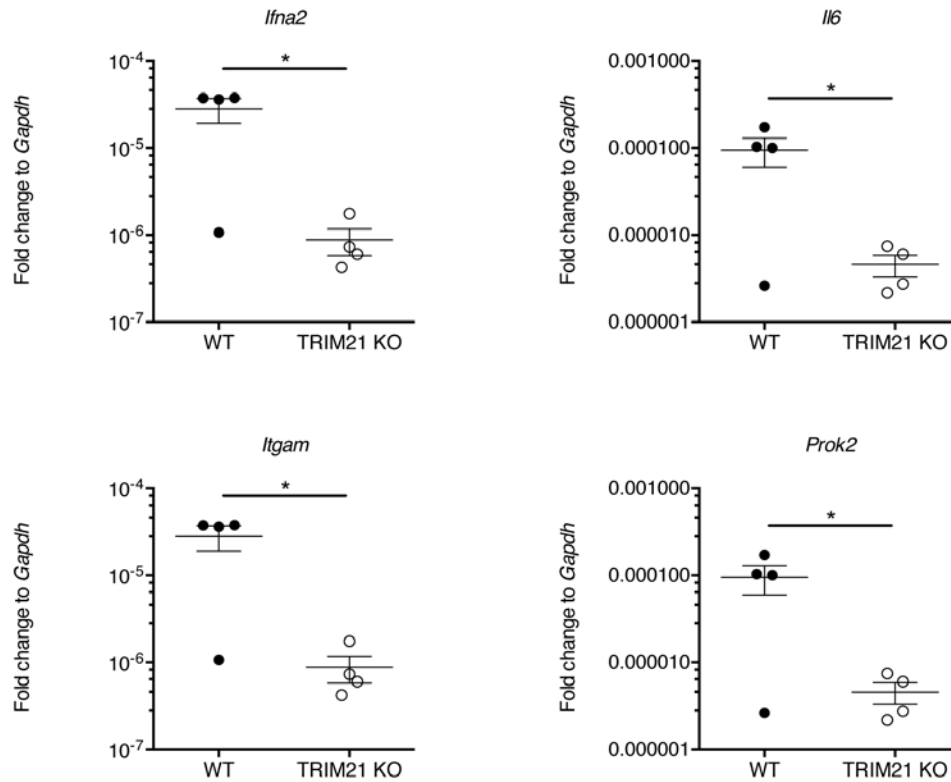 Ifna2
*
10-4
10-5
10-6
10-7
Fold change to Gapdh
WT
TRIM21 KO
Il6
*
0.001000
0.000100
0.000010
0.000001
Fold change to Gapdh
WT
TRIM21 KO
Itgam
*
10-4
10-5
10-6
10-7
Fold change to Gapdh
WT
TRIM21 KO
Prok2
*
0.001000
0.000100
0.000010
0.000001
Fold change to Gapdh
WT
TRIM21 KO